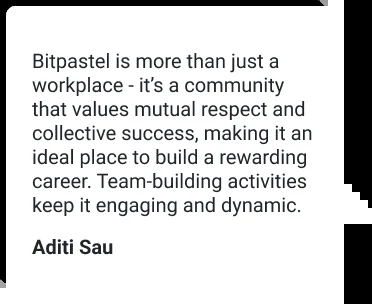 Bitpastel is more than just a
workplace - it’s a community
that values mutual respect and
collective success, making it an
ideal place to build a rewarding
career. Team-building activities
keep it engaging and dynamic.
Aditi Sau